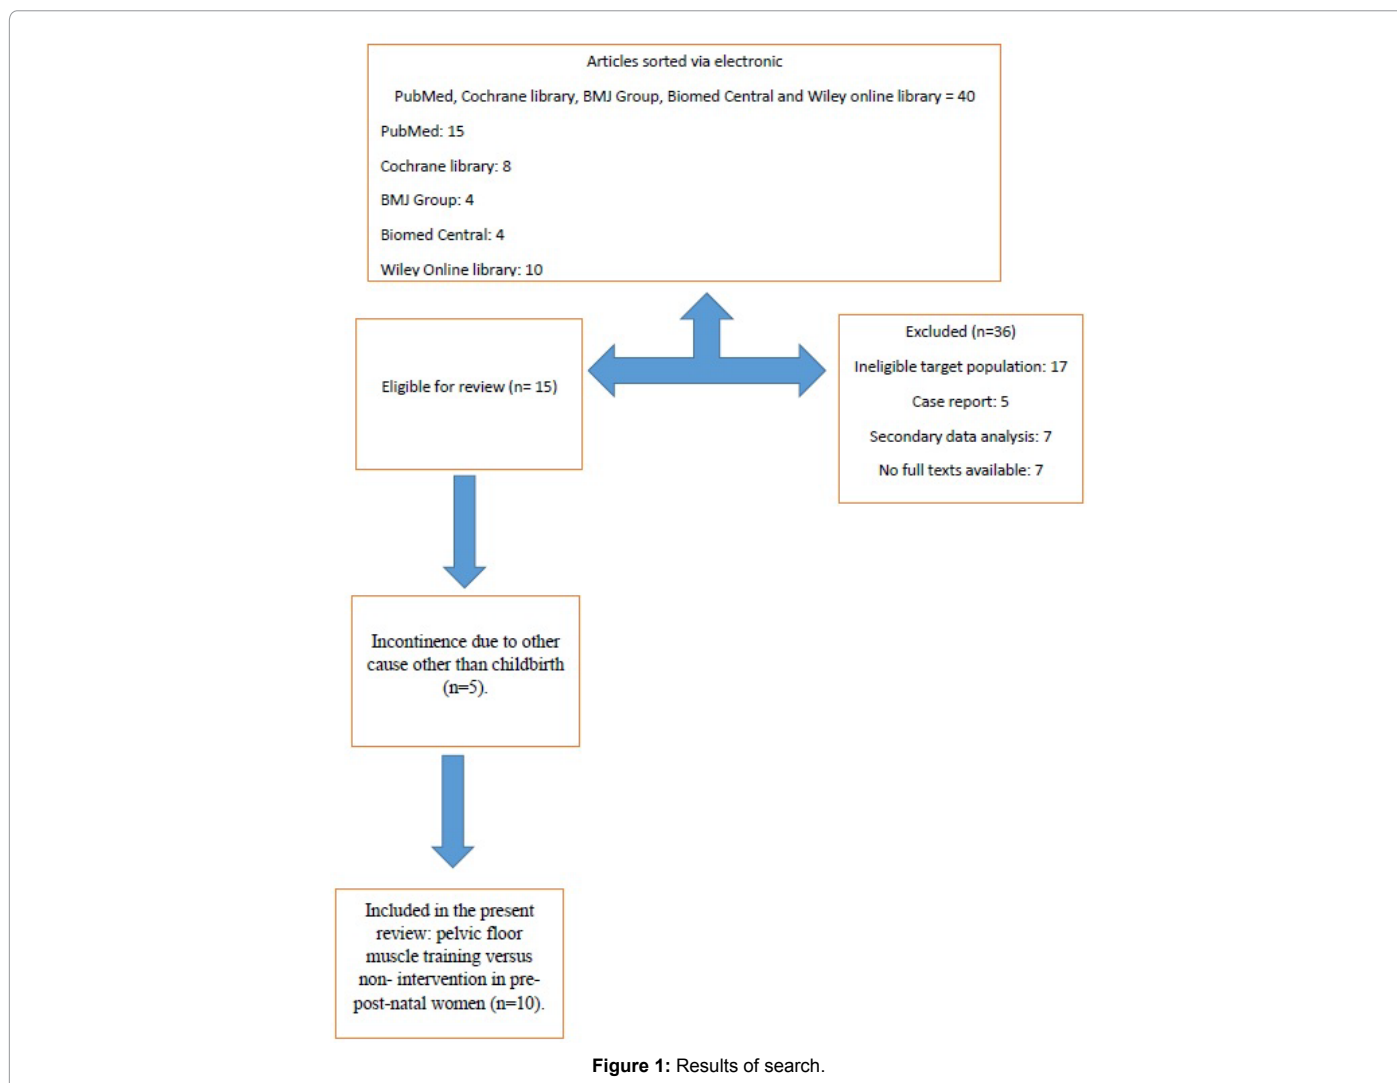 Articles sorted via electronic
PubMed, Cochrane library, BMJ Group, Biomed Central and Wiley online library = 40
PubMed: 15
Cochrane library: 8
BMJ Group: 4
Biomed Central: 4
Wiley Online library: 10
Eligible for review (n= 15)
Excluded (n=36)
Ineligible target population: 17
Case report: 5
Secondary data analysis: 7
No full texts available: 7
Incontinence due to other
cause other than childbirth
(n=5).
Included in the present
review: pelvic floor
muscle training versus
non- intervention in pre-
post-natal women (n=10).
Figure 1: Results of search.